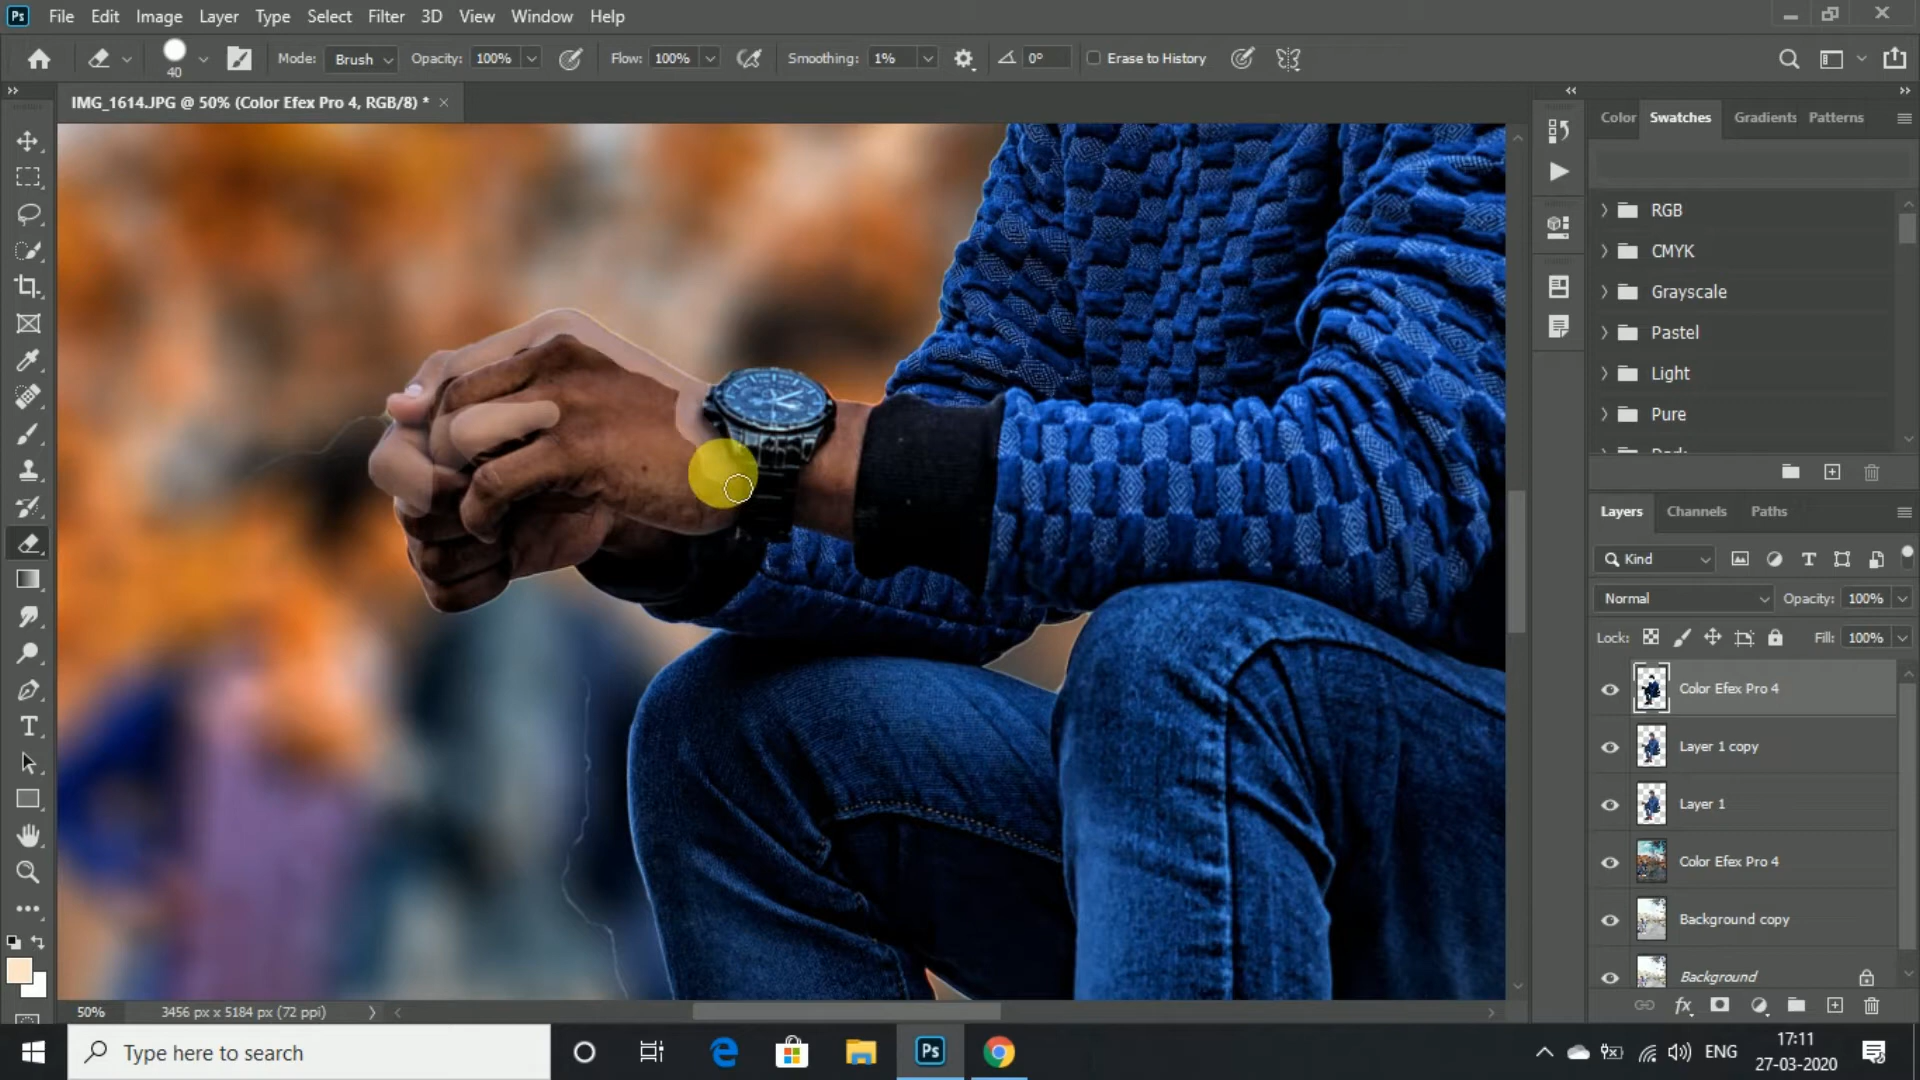 Ps File Edit Image Layer Type Select Filter 3D View Window Help
40 Mode: Brush Opacity: 100% Flow: 100% Smoothing: 1% 0° Erase to History
IMG_1614.JPG @ 50% (Color Efex Pro 4, RGB/8) * ×
Color Swatches Gradients Patterns
RGB
CMYK
Grayscale
Pastel
Light
Pure
Layers Channels Paths
Kind
Normal Opacity: 100%
Lock: Fill: 100%
Color Efex Pro 4
Layer 1 copy
Layer 1
Color Efex Pro 4
Background copy
Background
50% 3456 px x 5184 px (72 ppi)
Type here to search
Ps
ENG
17:11
27-03-2020